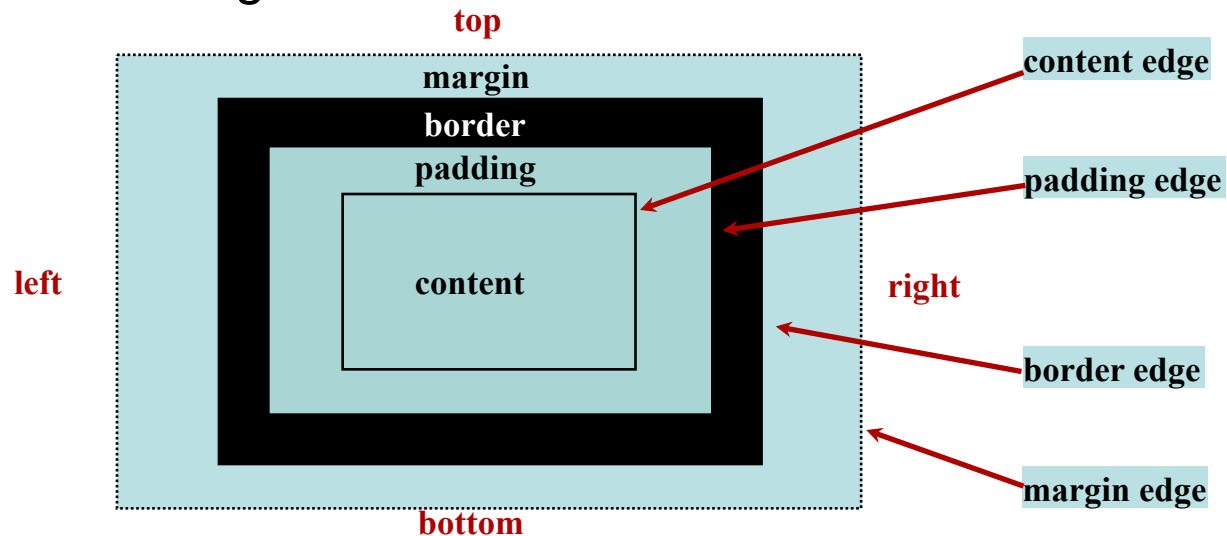 top
content edge
margin
border
padding
padding edge
left
content
right
border edge
margin edge
bottom